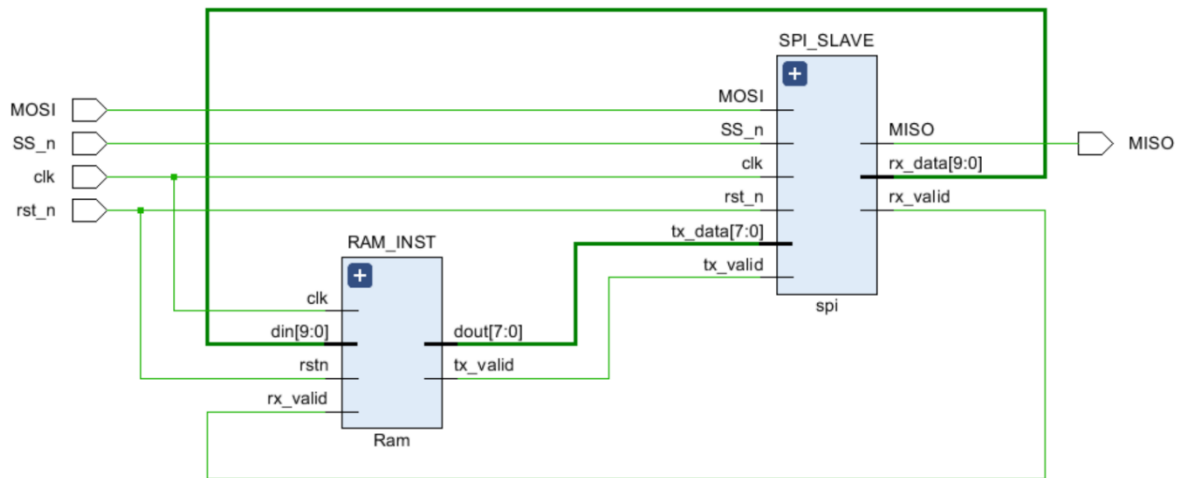 SPI_SLAVE
MOSI
MOSI
SS_n
SS_n
MISO
MISO
clk
clk
rx_data[9:0]
rst_n
rst_n
rx_valid
tx_data[7:0]
RAM_INST
tx_valid
clk
spi
din[9:0]
dout[7:0]
rstn
tx_valid
rx_valid
Ram